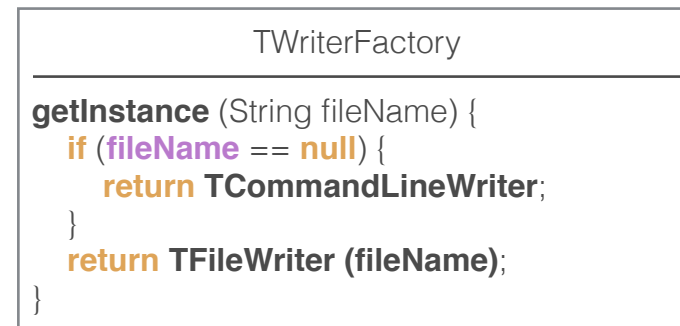 TWriterFactory
getInstance (String fileName) {
if (fileName == null) {
return TCommandLineWriter;
}
return TFileWriter (fileName);
}